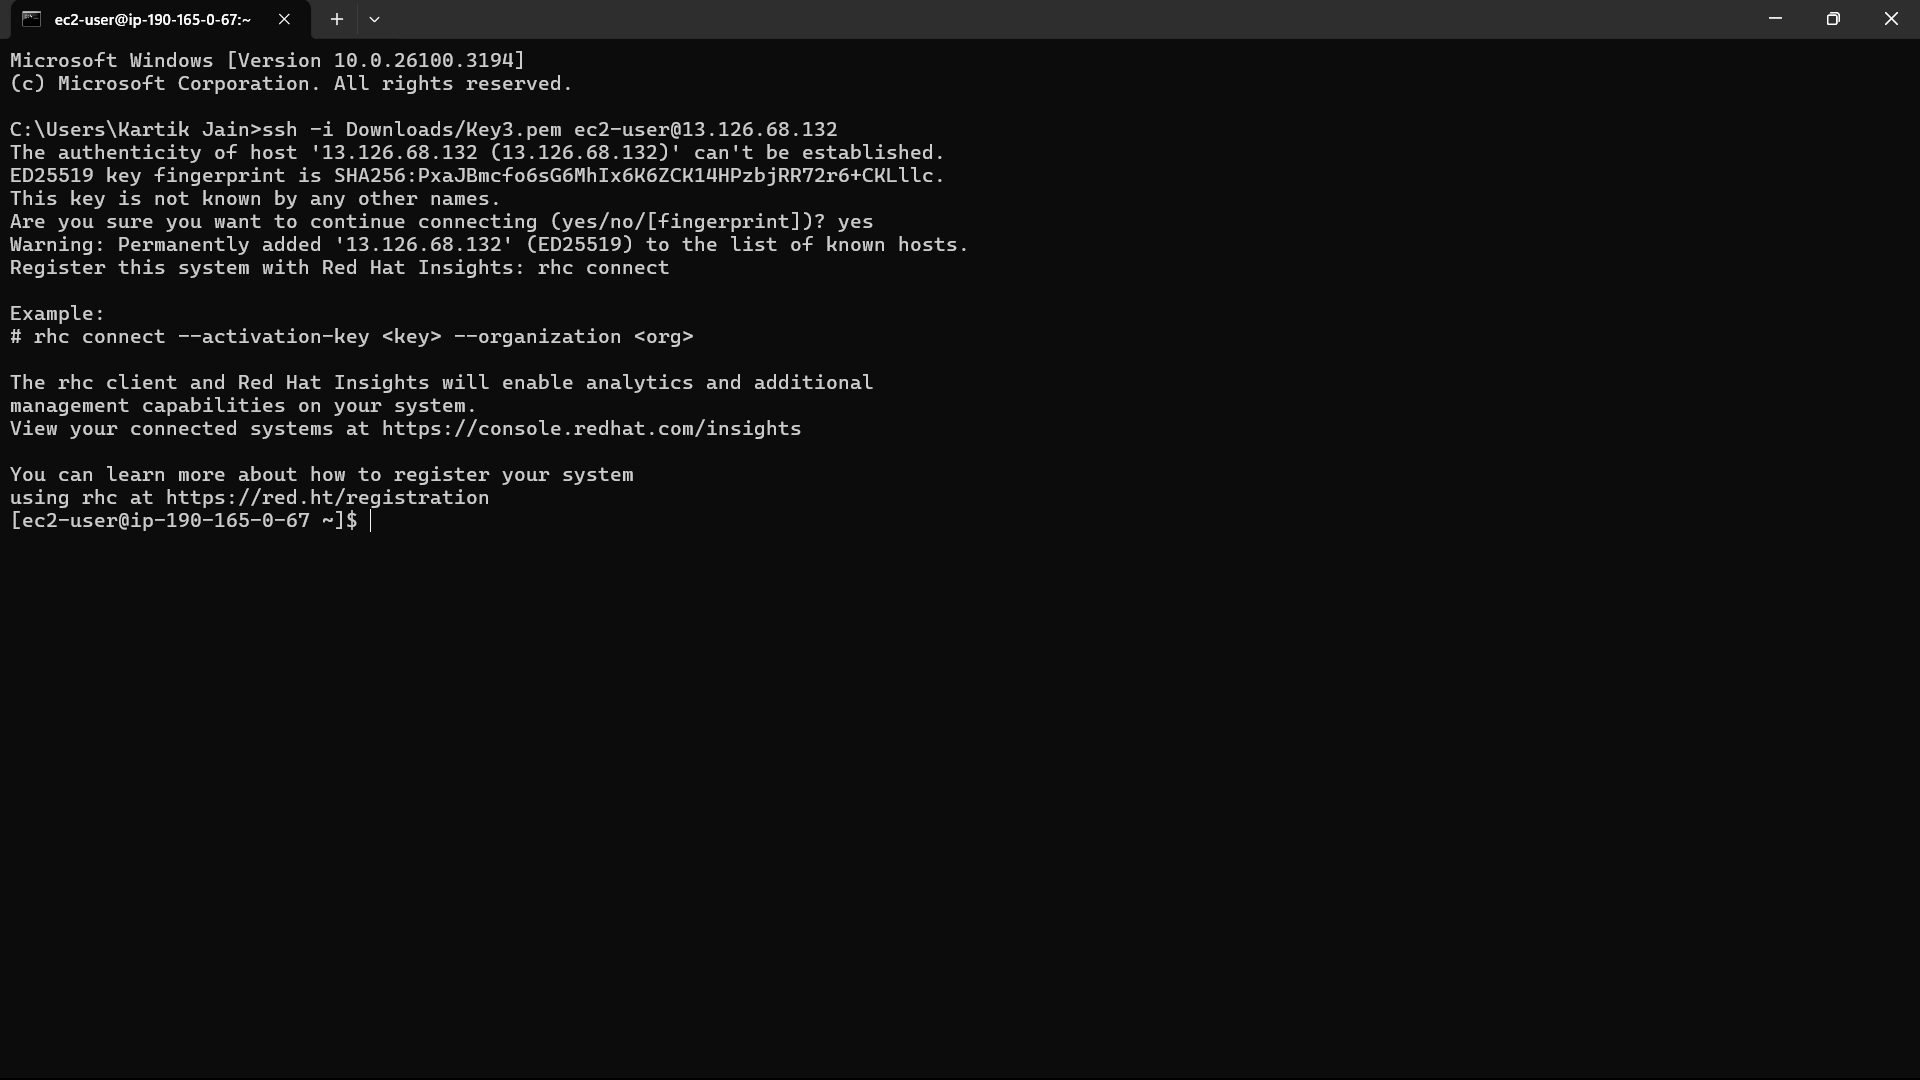 ec2-user@ip-190-165-0-67:~
Microsoft Windows [Version 10.0.26100.3194]
(c) Microsoft Corporation. All rights reserved.
C:\Users\Kartik Jain>ssh -i Downloads/Key3.pem ec2-user@13.126.68.132
The authenticity of host '13.126.68.132 (13.126.68.132)' can't be established.
ED25519 key fingerprint is SHA256:PxaJBmcfo6sG6MhIx6K6ZCK14HPzbjRR72r6+CKLllc.
This key is not known by any other names.
Are you sure you want to continue connecting (yes/no/[fingerprint])? yes
Warning: Permanently added '13.126.68.132' (ED25519) to the list of known hosts.
Register this system with Red Hat Insights: rhc connect
Example:
# rhc connect --activation-key <key> --organization <org>
The rhc client and Red Hat Insights will enable analytics and additional
management capabilities on your system.
View your connected systems at https://console.redhat.com/insights
You can learn more about how to register your system
using rhc at https://red.ht/registration
[ec2-user@ip-190-165-0-67 ~]$